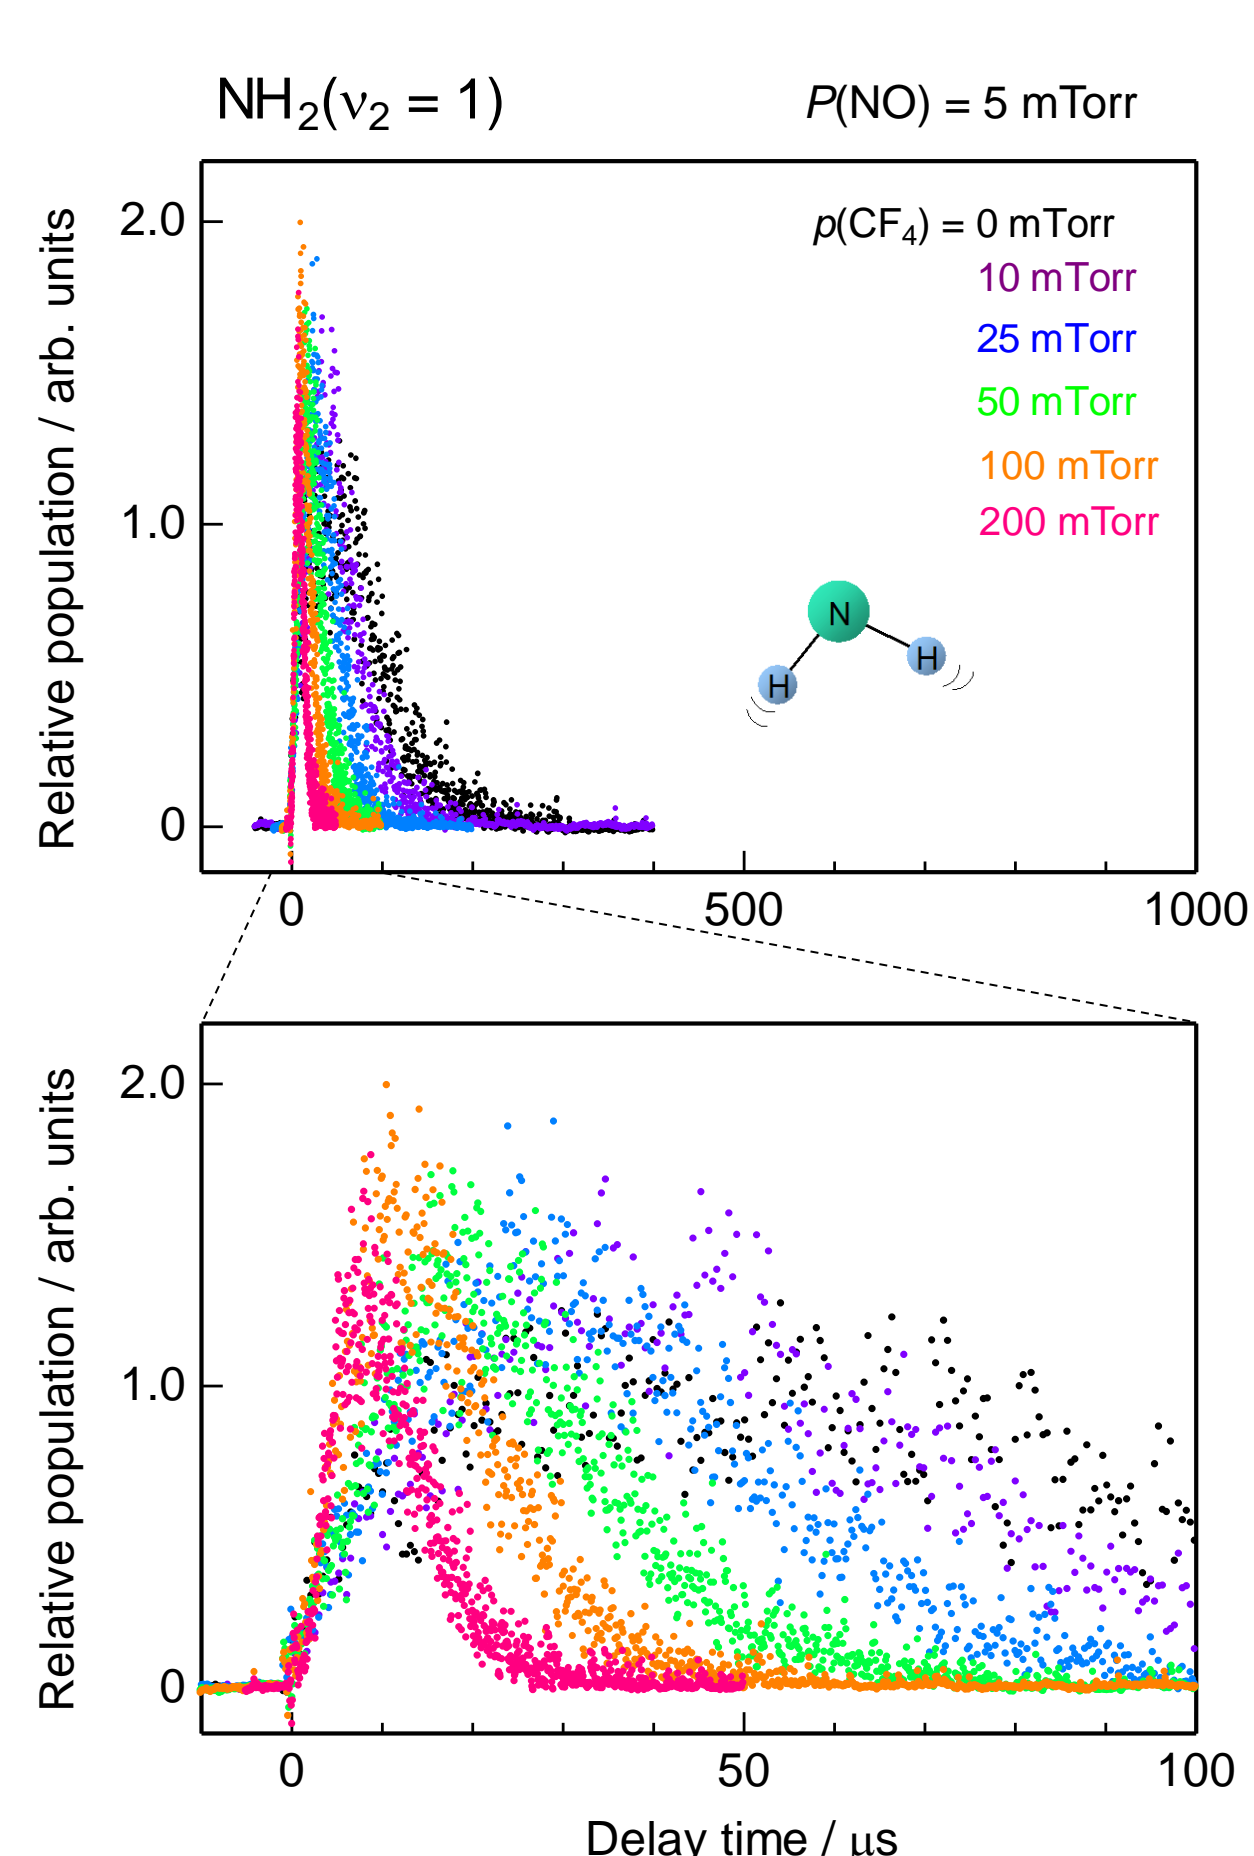 NH₂(ν₂ = 1) P(NO) = 5 mTorr
Relative population / arb. units
2.0
1.0
0
p(CF₄) = 0 mTorr
10 mTorr
25 mTorr
50 mTorr
100 mTorr
200 mTorr
N
H
H
0 500 1000
Relative population / arb. units
2.0
1.0
0
0 50 100
Delay time / μs